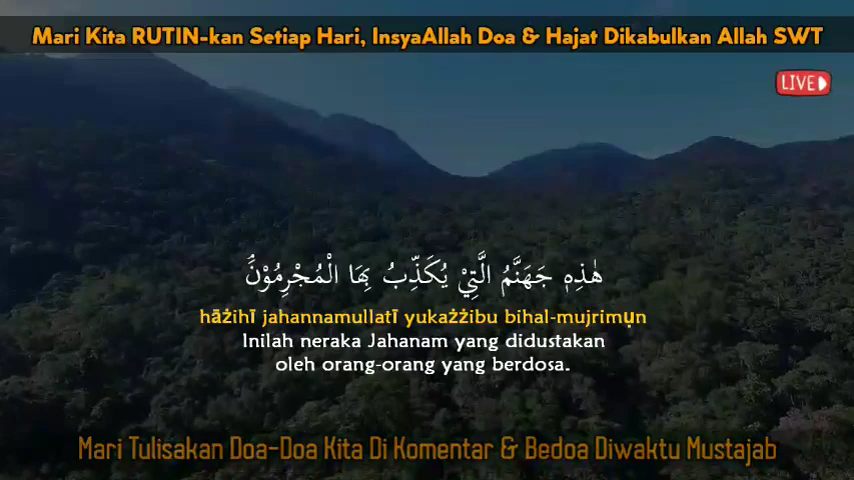 Mari Kita RUTIN-kan Setiap Hari, InsyaAllah Doa & Hajat Dikabulkan Allah SWT
LIVE
هٰذِهٖ جَهَنَّمُ الَّتِيْ يُكَذِّبُ بِهَا الْمُجْرِمُوْنَۘ
hāżihī jahannamullatī yukażżibu bihal-mujrimụn
Inilah neraka Jahanam yang didustakan
oleh orang-orang yang berdosa.
Mari Tulisakan Doa-Doa Kita Di Komentar & Bedoa Diwaktu Mustajab